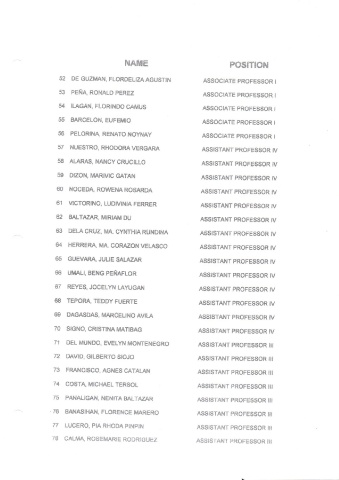 NAME POSITION
52 DE GUZMAN, FLORDELIZA AGUSTIN ASSOCIATE PROFESSOR I
53 PEÑA, RONALD PEREZ ASSOCIATE PROFESSOR I
54 ILAGAN, FLORINDO CANUS ASSOCIATE PROFESSOR I
55 BARCELON, EUFEMIO ASSOCIATE PROFESSOR I
56 PELORINA, RENATO NOYNAY ASSOCIATE PROFESSOR I
57 NUESTRO, RHODORA VERGARA ASSISTANT PROFESSOR IV
58 ALARAS, NANCY CRUCILLO ASSISTANT PROFESSOR IV
59 DIZON, MARIVIC GATAN ASSISTANT PROFESSOR IV
60 NOCEDA, ROWENA ROSARDA ASSISTANT PROFESSOR IV
61 VICTORINO, LUDIVINIA FERRER ASSISTANT PROFESSOR IV
62 BALTAZAR, MIRIAM DU ASSISTANT PROFESSOR IV
63 DELA CRUZ, MA. CYNTHIA RUNDINA ASSISTANT PROFESSOR IV
64 HERRERA, MA. CORAZON VELASCO ASSISTANT PROFESSOR IV
65 GUEVARA, JULIE SALAZAR ASSISTANT PROFESSOR IV
66 UMALI, BENG PEÑAFLOR ASSISTANT PROFESSOR IV
67 REYES, JOCELYN LAYUGAN ASSISTANT PROFESSOR IV
68 TEPORA, TEDDY FUERTE ASSISTANT PROFESSOR IV
69 DAGASDAS, MARCELINO AVILA ASSISTANT PROFESSOR IV
70 SIGNO, CRISTINA MATIBAG ASSISTANT PROFESSOR IV
71 DEL MUNDO, EVELYN MONTENEGRO ASSISTANT PROFESSOR III
72 DAVID, GILBERTO SIOJO ASSISTANT PROFESSOR III
73 FRANCISCO, AGNES CATALAN ASSISTANT PROFESSOR III
74 COSTA, MICHAEL TERSOL ASSISTANT PROFESSOR III
75 PANALIGAN, NENITA BALTAZAR ASSISTANT PROFESSOR III
76 BANASIHAN, FLORENCE MARERO ASSISTANT PROFESSOR III
77 LUCERO, PIA RHODA PINPIN ASSISTANT PROFESSOR III
78 CALMA, ROSEMARIE RODRIGUEZ ASSISTANT PROFESSOR III